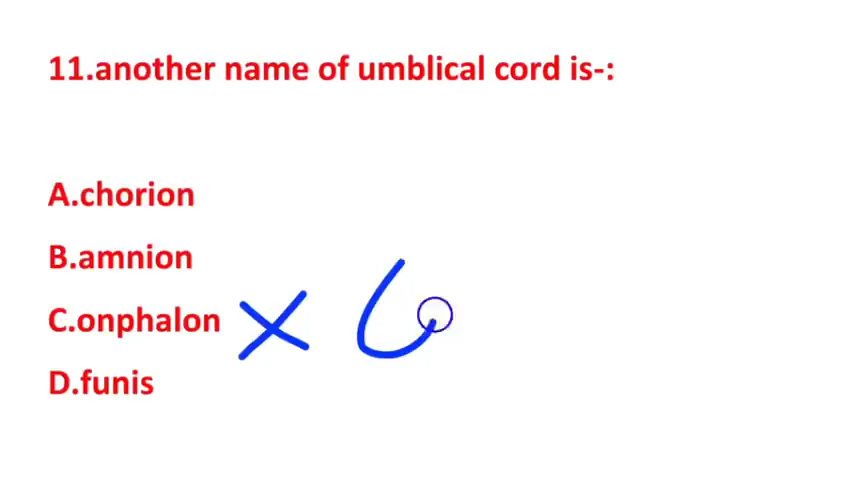 11.another name of umblical cord is-:
A.chorion
B.amnion
C.onphalon
D.funis